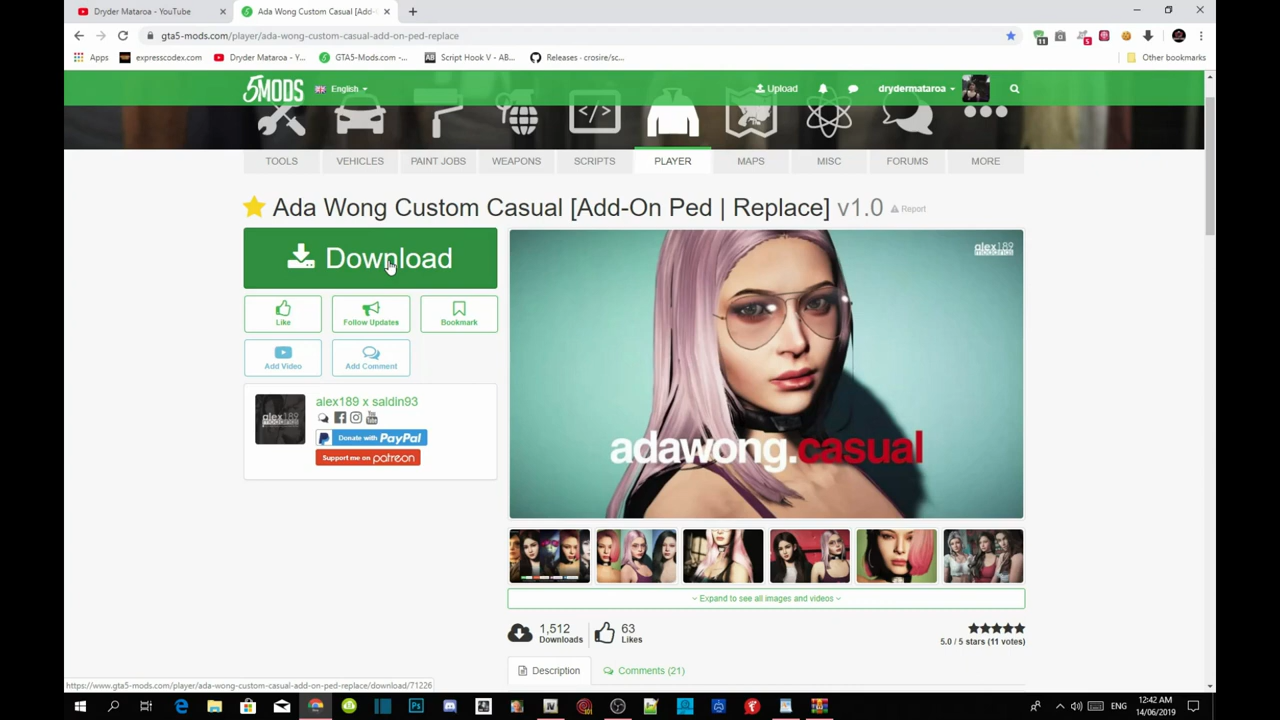 Dryder Mataroa - YouTube
Ada Wong Custom Casual [Add-
gta5-mods.com/player/ada-wong-custom-casual-add-on-ped-replace
11
5
Apps
expresscodex.com
Dryder Mataroa - Y...
GTA5-Mods.com -...
Script Hook V - AB...
Releases - crosire/sc...
Other bookmarks
5MODS
English
Upload
drydermataroa
TOOLS
VEHICLES
PAINT JOBS
WEAPONS
SCRIPTS
PLAYER
MAPS
MISC
FORUMS
MORE
Ada Wong Custom Casual [Add-On Ped | Replace] v1.0
Report
Download
alex189
Like
Follow Updates
Bookmark
Add Video
Add Comment
alex189 x saldin93
alex189
Donate with PayPal
Support me on patreon
adawong.casual
Expand to see all images and videos
1,512
Downloads
63
Likes
5.0 / 5 stars (11 votes)
Description
Comments (21)
https://www.gta5-mods.com/player/ada-wong-custom-casual-add-on-ped-replace/download/71226
ENG
12:42 AM
14/06/2019